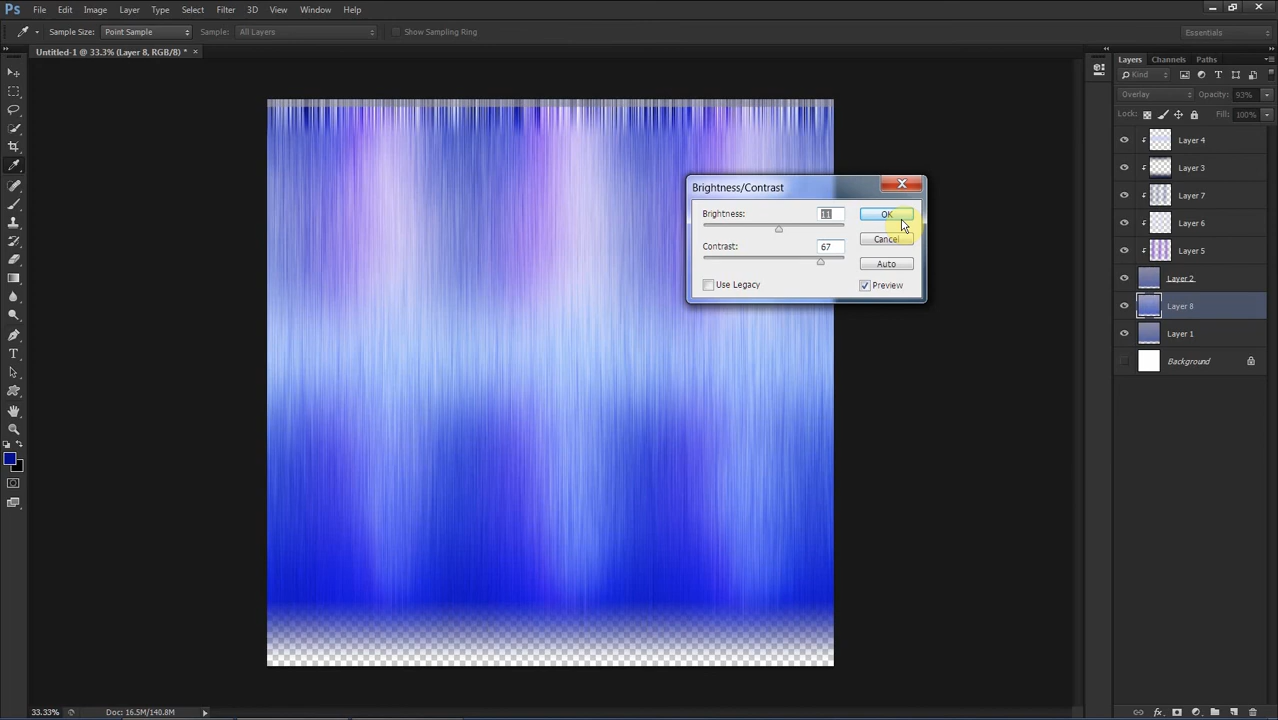 Ps File Edit Image Layer Type Select Filter 3D View Window Help
Sample Size: Point Sample Sample: All Layers Show Sampling Ring Essentials
Untitled-1 @ 33.3% (Layer 8, RGB/8) * ×
Layers Channels Paths
Kind
Overlay Opacity: 93%
Lock: Fill: 100%
Layer 4
Layer 3
Layer 7
Layer 6
Layer 5
Layer 2
Layer 8
Layer 1
Background
Brightness/Contrast
Brightness: 11 OK
Contrast: 67 Cancel
Auto
Use Legacy Preview
33.33% Doc: 16.5M/140.8M
fx